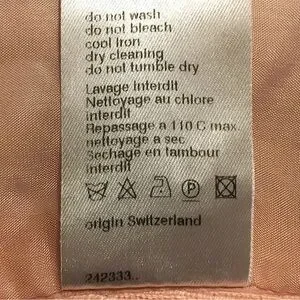 do not wash
do not bleach
cool iron
dry cleaning
do not tumble dry
Lavage interdit
Nettoyage au chlore
interdit
Repassage a 110 C max.
nettoyage a sec
Sechage en tambour
interdit
P
origin Switzerland
242333..